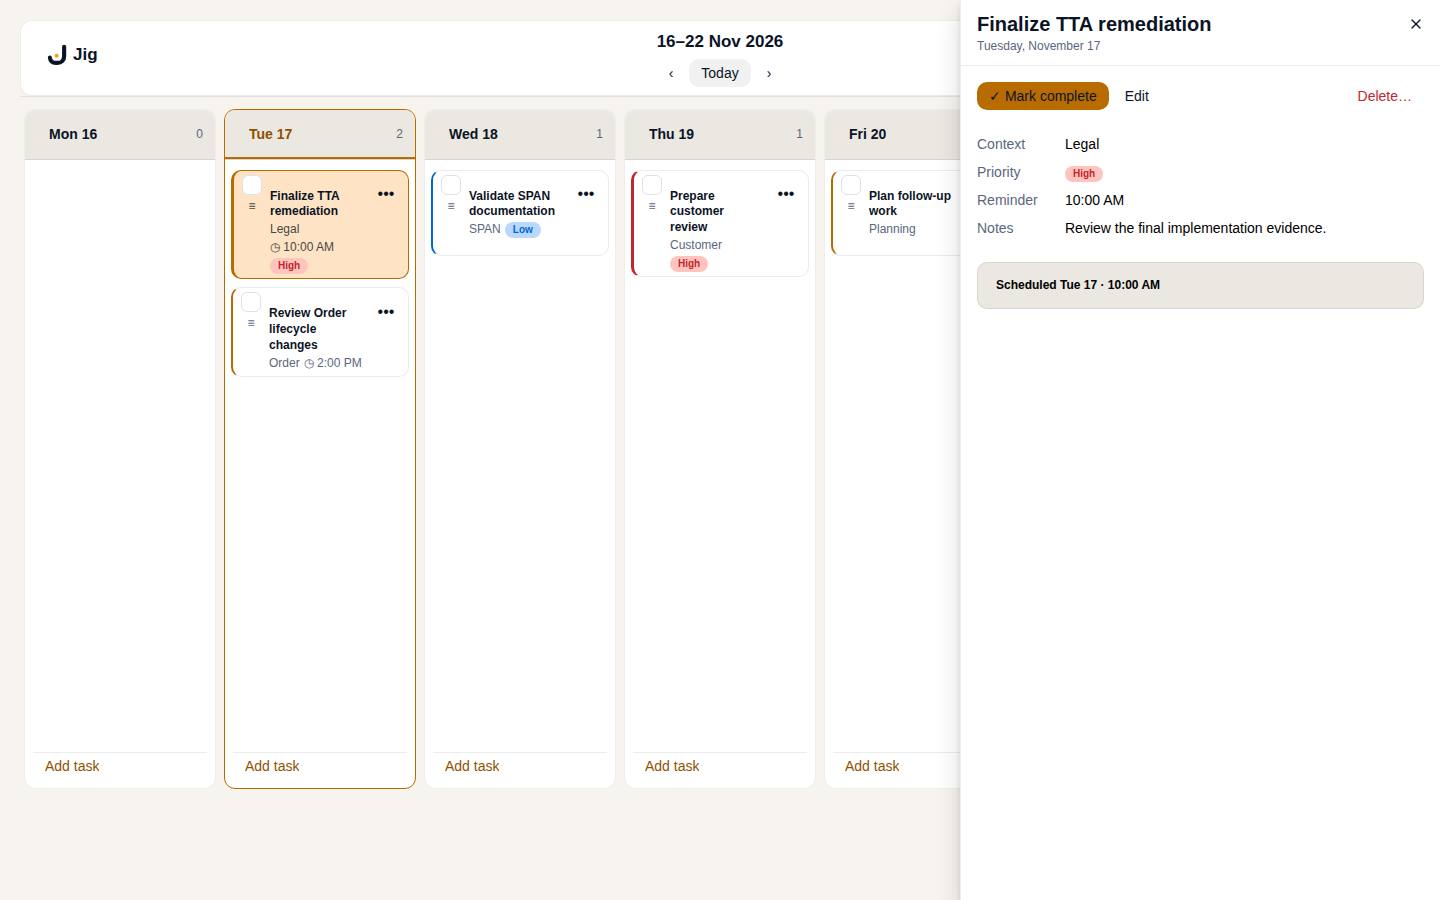 Jig
16–22 Nov 2026
‹ Today ›
Mon 16 0
Add task
Tue 17 2
Finalize TTA
remediation
•••
≡
Legal
◷ 10:00 AM
High
Review Order
lifecycle
changes
•••
≡
Order ◷ 2:00 PM
Add task
Wed 18 1
Validate SPAN
documentation
•••
≡
SPAN Low
Add task
Thu 19 1
Prepare
customer
review
•••
≡
Customer
High
Add task
Fri 20
Plan follow-up
work
≡
Planning
Add task
Finalize TTA remediation ×
Tuesday, November 17
✓ Mark complete Edit Delete…
Context Legal
Priority High
Reminder 10:00 AM
Notes Review the final implementation evidence.
Scheduled Tue 17 · 10:00 AM